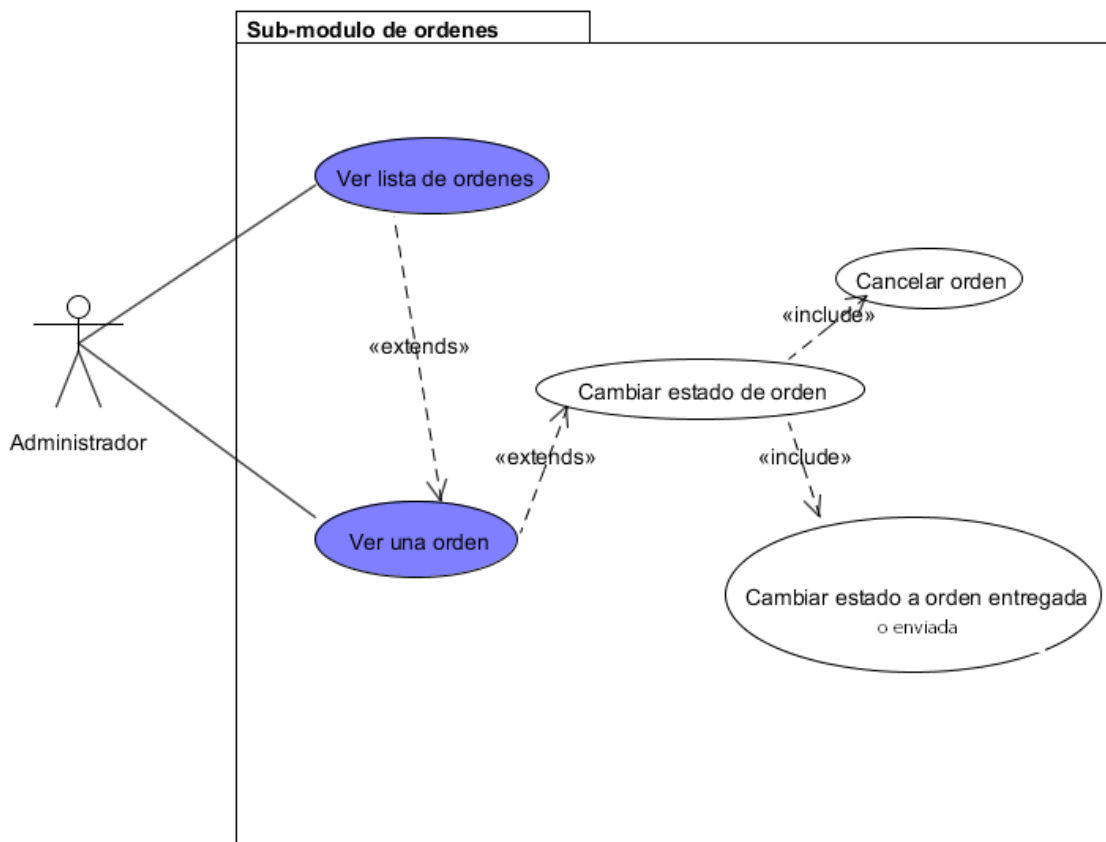 Sub-modulo de ordenes
Ver lista de ordenes
Cancelar orden
«include»
«extends»
Cambiar estado de orden
Administrador
«extends»
«include»
Ver una orden
Cambiar estado a orden entregada
o enviada